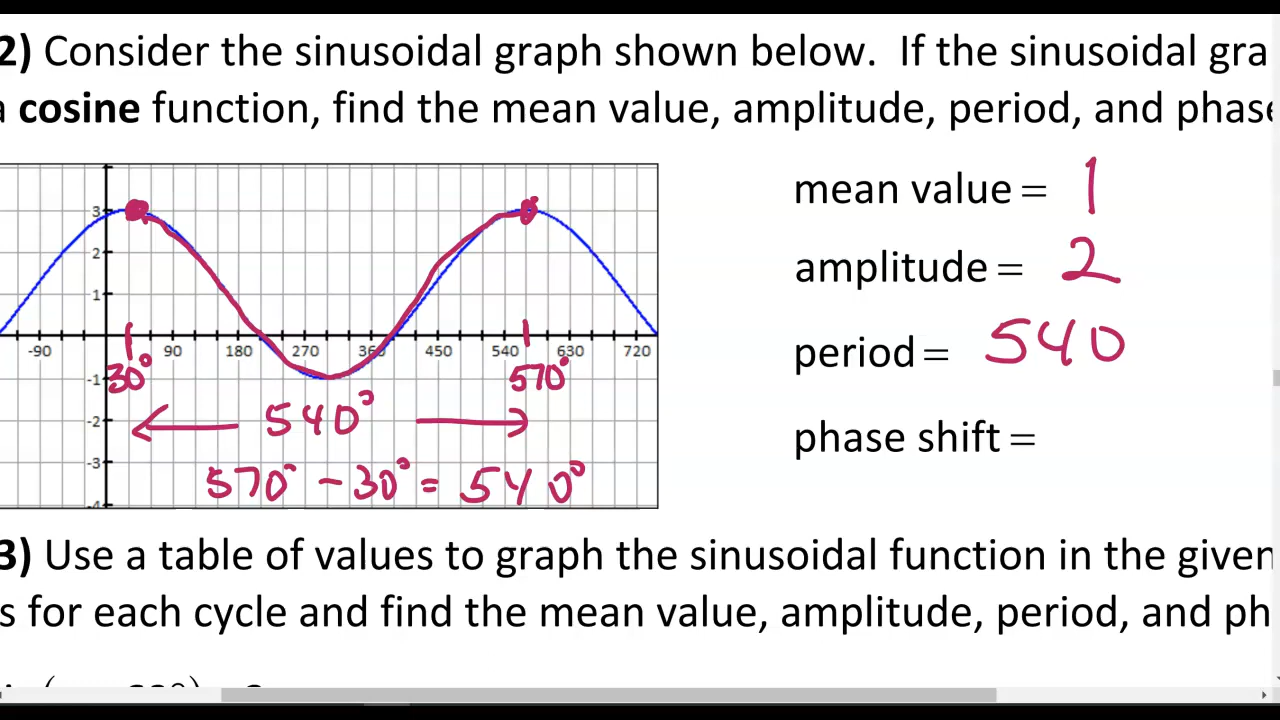 2) Consider the sinusoidal graph shown below. If the sinusoidal gra
a cosine function, find the mean value, amplitude, period, and phase
mean value = 1
amplitude = 2
period = 540
phase shift =
3
2
1
-90 90 180 270 360 450 540 630 720
-1
30° 570°
-2
540°
-3
570° - 30° = 540°
-4
3) Use a table of values to graph the sinusoidal function in the given
s for each cycle and find the mean value, amplitude, period, and ph